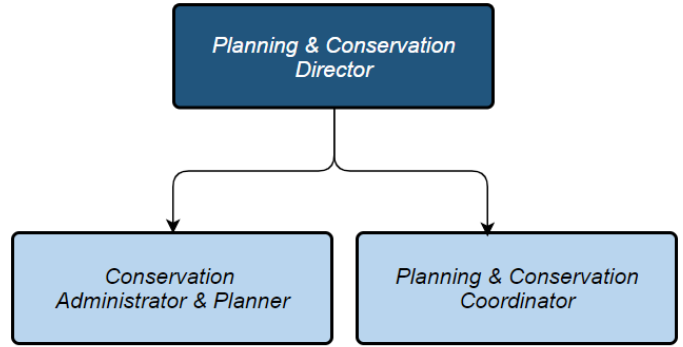 Planning & Conservation
Director
Conservation
Administrator & Planner
Planning & Conservation
Coordinator